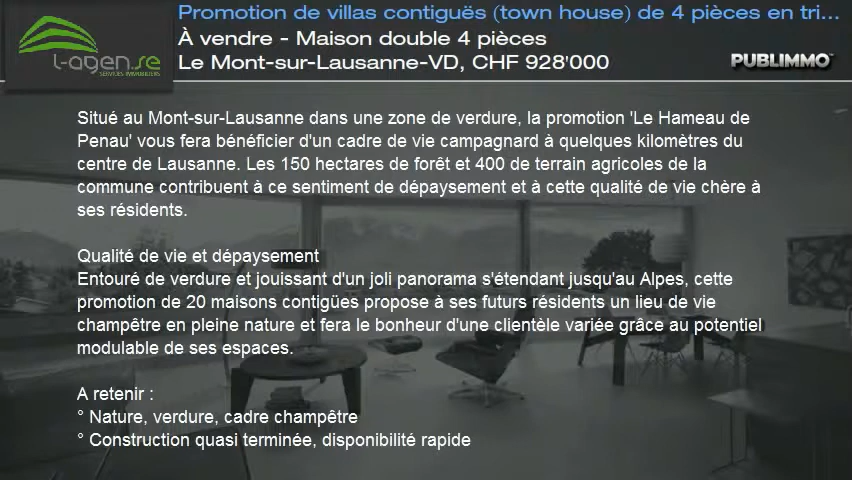 Promotion de villas contiguës (town house) de 4 pièces en tri...
l-agen.se
SERVICES IMMOBILIERS
À vendre - Maison double 4 pièces
Le Mont-sur-Lausanne-VD, CHF 928'000
PUBLIMMO™
Situé au Mont-sur-Lausanne dans une zone de verdure, la promotion 'Le Hameau de
Penau' vous fera bénéficier d'un cadre de vie campagnard à quelques kilomètres du
centre de Lausanne. Les 150 hectares de forêt et 400 de terrain agricoles de la
commune contribuent à ce sentiment de dépaysement et à cette qualité de vie chère à
ses résidents.
Qualité de vie et dépaysement
Entouré de verdure et jouissant d'un joli panorama s'étendant jusqu'au Alpes, cette
promotion de 20 maisons contigües propose à ses futurs résidents un lieu de vie
champêtre en pleine nature et fera le bonheur d'une clientèle variée grâce au potentiel
modulable de ses espaces.
A retenir :
° Nature, verdure, cadre champêtre
° Construction quasi terminée, disponibilité rapide